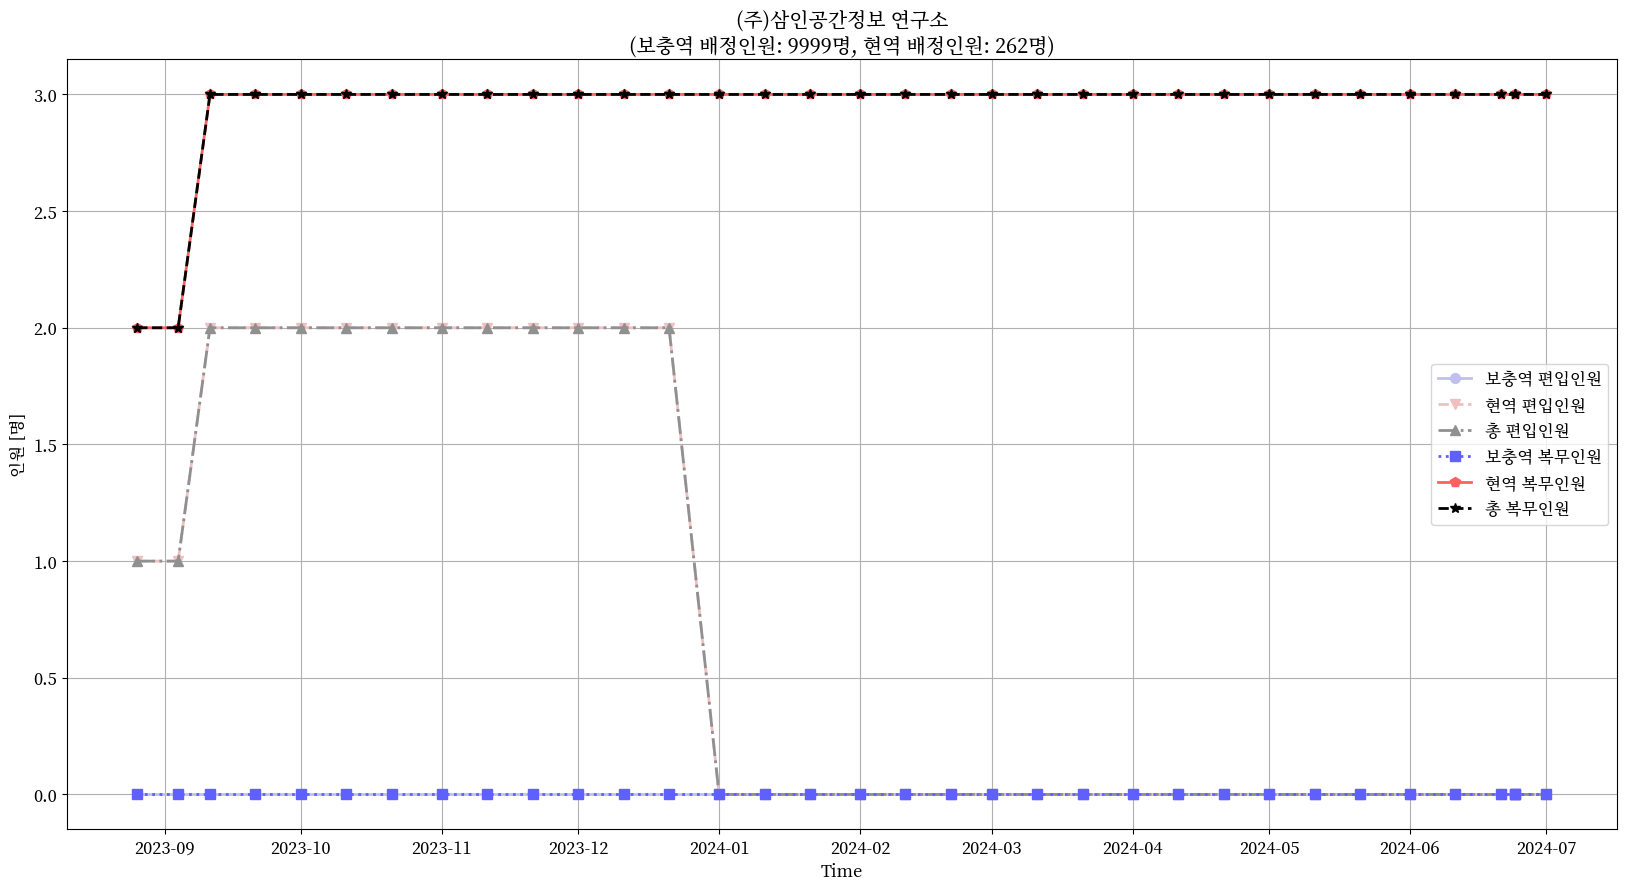 (주)삼인공간정보 연구소
(보충역 배정인원: 9999명, 현역 배정인원: 262명)
3.0
2.5
2.0
1.5
1.0
0.5
0.0
인원 [명]
보충역 편입인원
현역 편입인원
총 편입인원
보충역 복무인원
현역 복무인원
총 복무인원
2023-09 2023-10 2023-11 2023-12 2024-01 2024-02 2024-03 2024-04 2024-05 2024-06 2024-07
Time